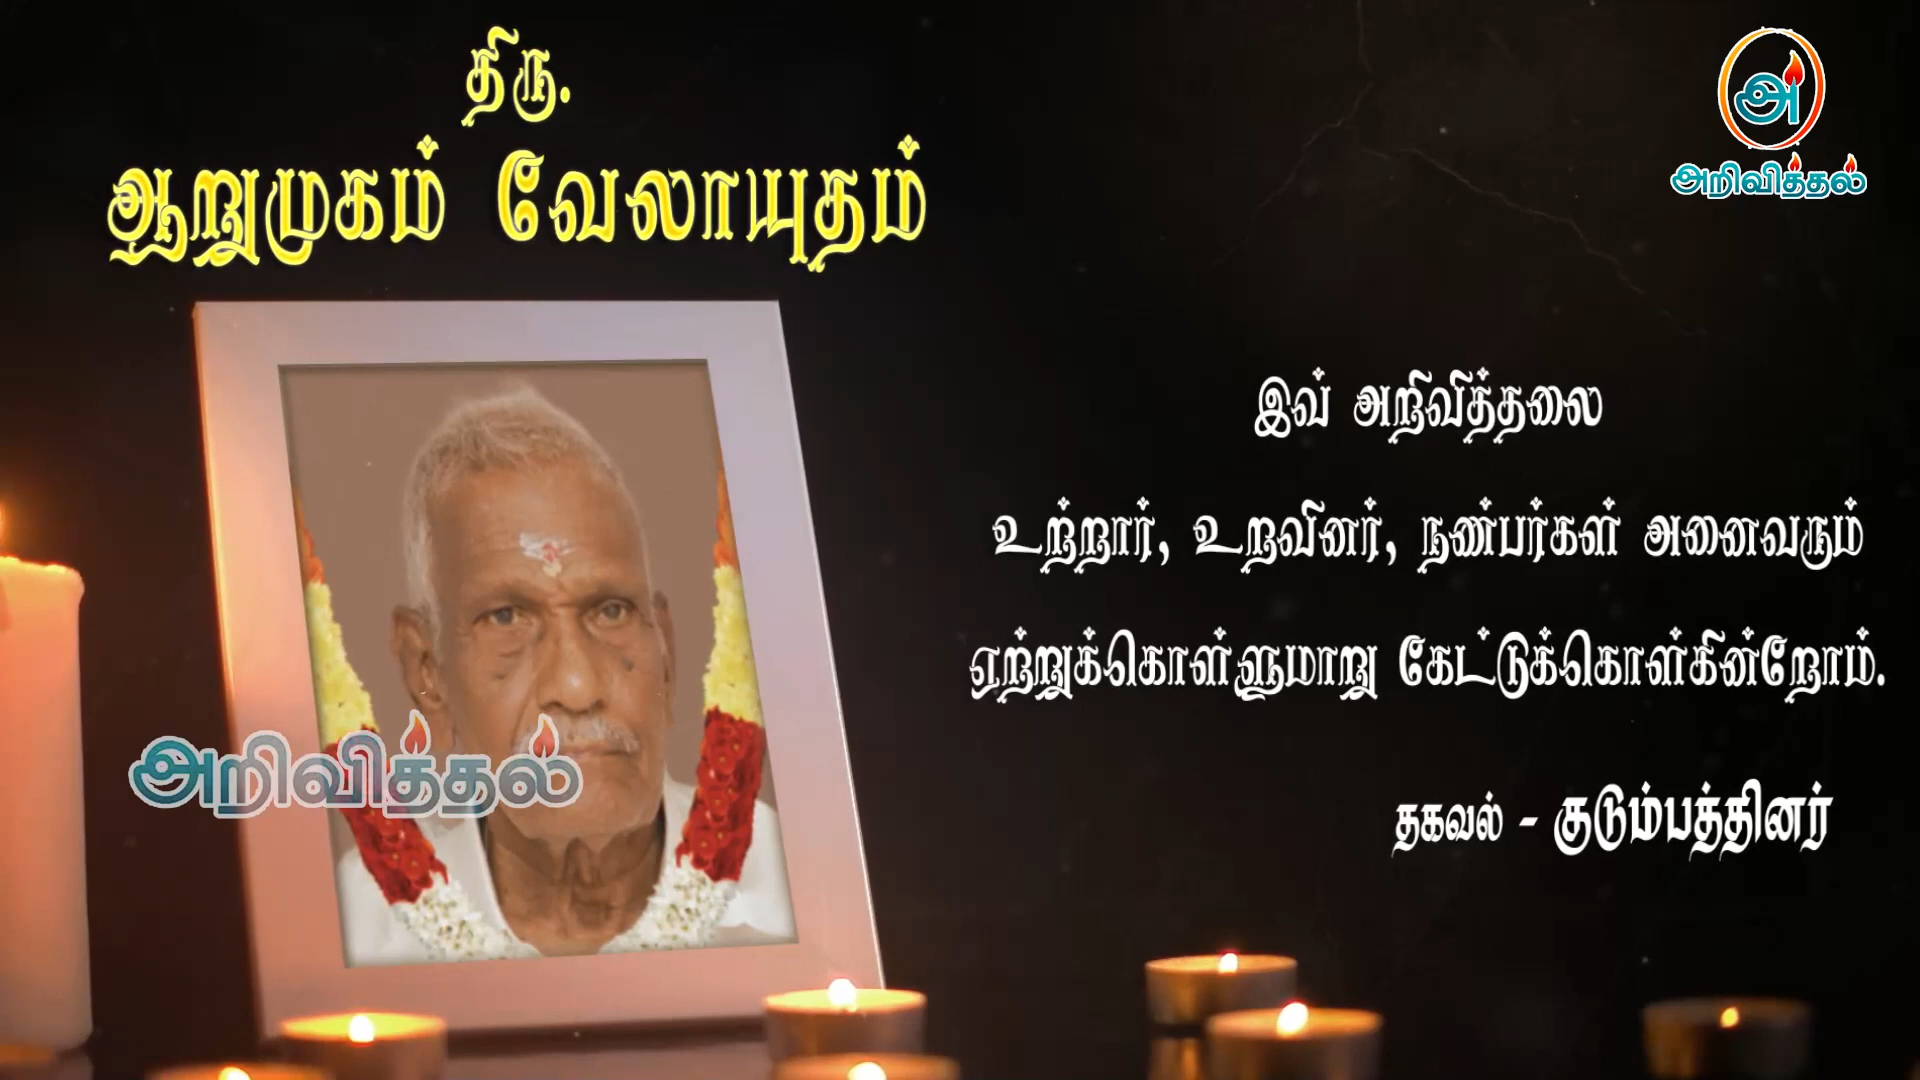 திரு.
ஆறுமுகம் வேலாயுதம்
அ
அறிவித்தல்
இவ் அறிவித்தலை
உற்றார், உறவினர், நண்பர்கள் அனைவரும்
ஏற்றுக்கொள்ளுமாறு கேட்டுக்கொள்கின்றோம்.
தகவல் - குடும்பத்தினர்
அறிவித்தல்